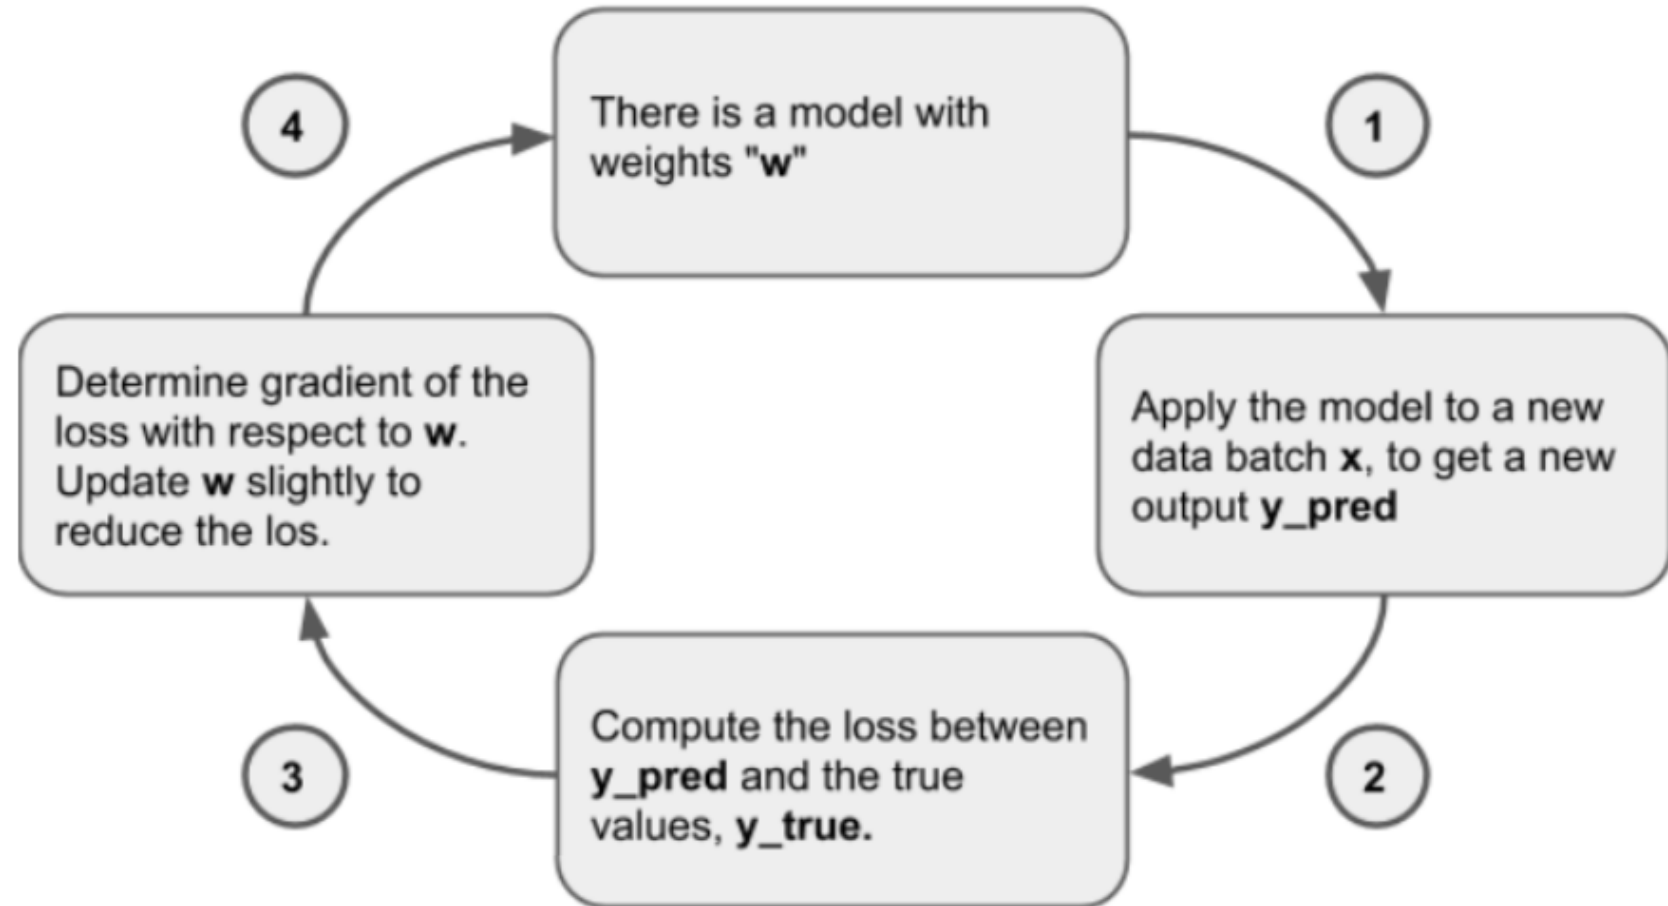 There is a model with
weights "w"
1
Apply the model to a new
data batch x, to get a new
output y_pred
2
Compute the loss between
y_pred and the true
values, y_true.
3
Determine gradient of the
loss with respect to w.
Update w slightly to
reduce the los.
4